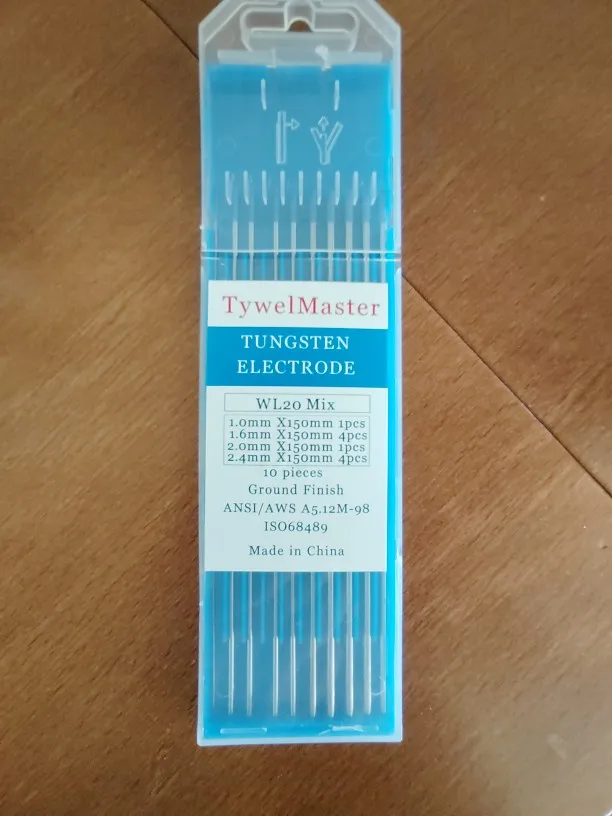 TywelMaster
TUNGSTEN
ELECTRODE
WL20 Mix
1.0mm X150mm 1pcs
1.6mm X150mm 4pcs
2.0mm X150mm 1pcs
2.4mm X150mm 4pcs
10 pieces
Ground Finish
ANSI/AWS A5.12M-98
ISO68489
Made in China